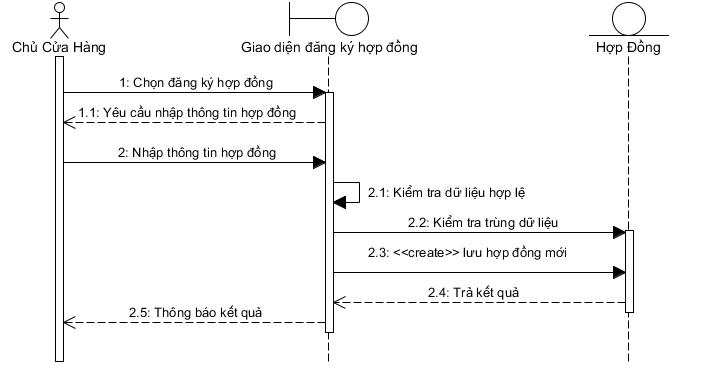 Chủ Cửa Hàng
Giao diện đăng ký hợp đồng
Hợp Đồng
1: Chọn đăng ký hợp đồng
1.1: Yêu cầu nhập thông tin hợp đồng
2: Nhập thông tin hợp đồng
2.1: Kiểm tra dữ liệu hợp lệ
2.2: Kiểm tra trùng dữ liệu
2.3: <<create>> lưu hợp đồng mới
2.4: Trả kết quả
2.5: Thông báo kết quả